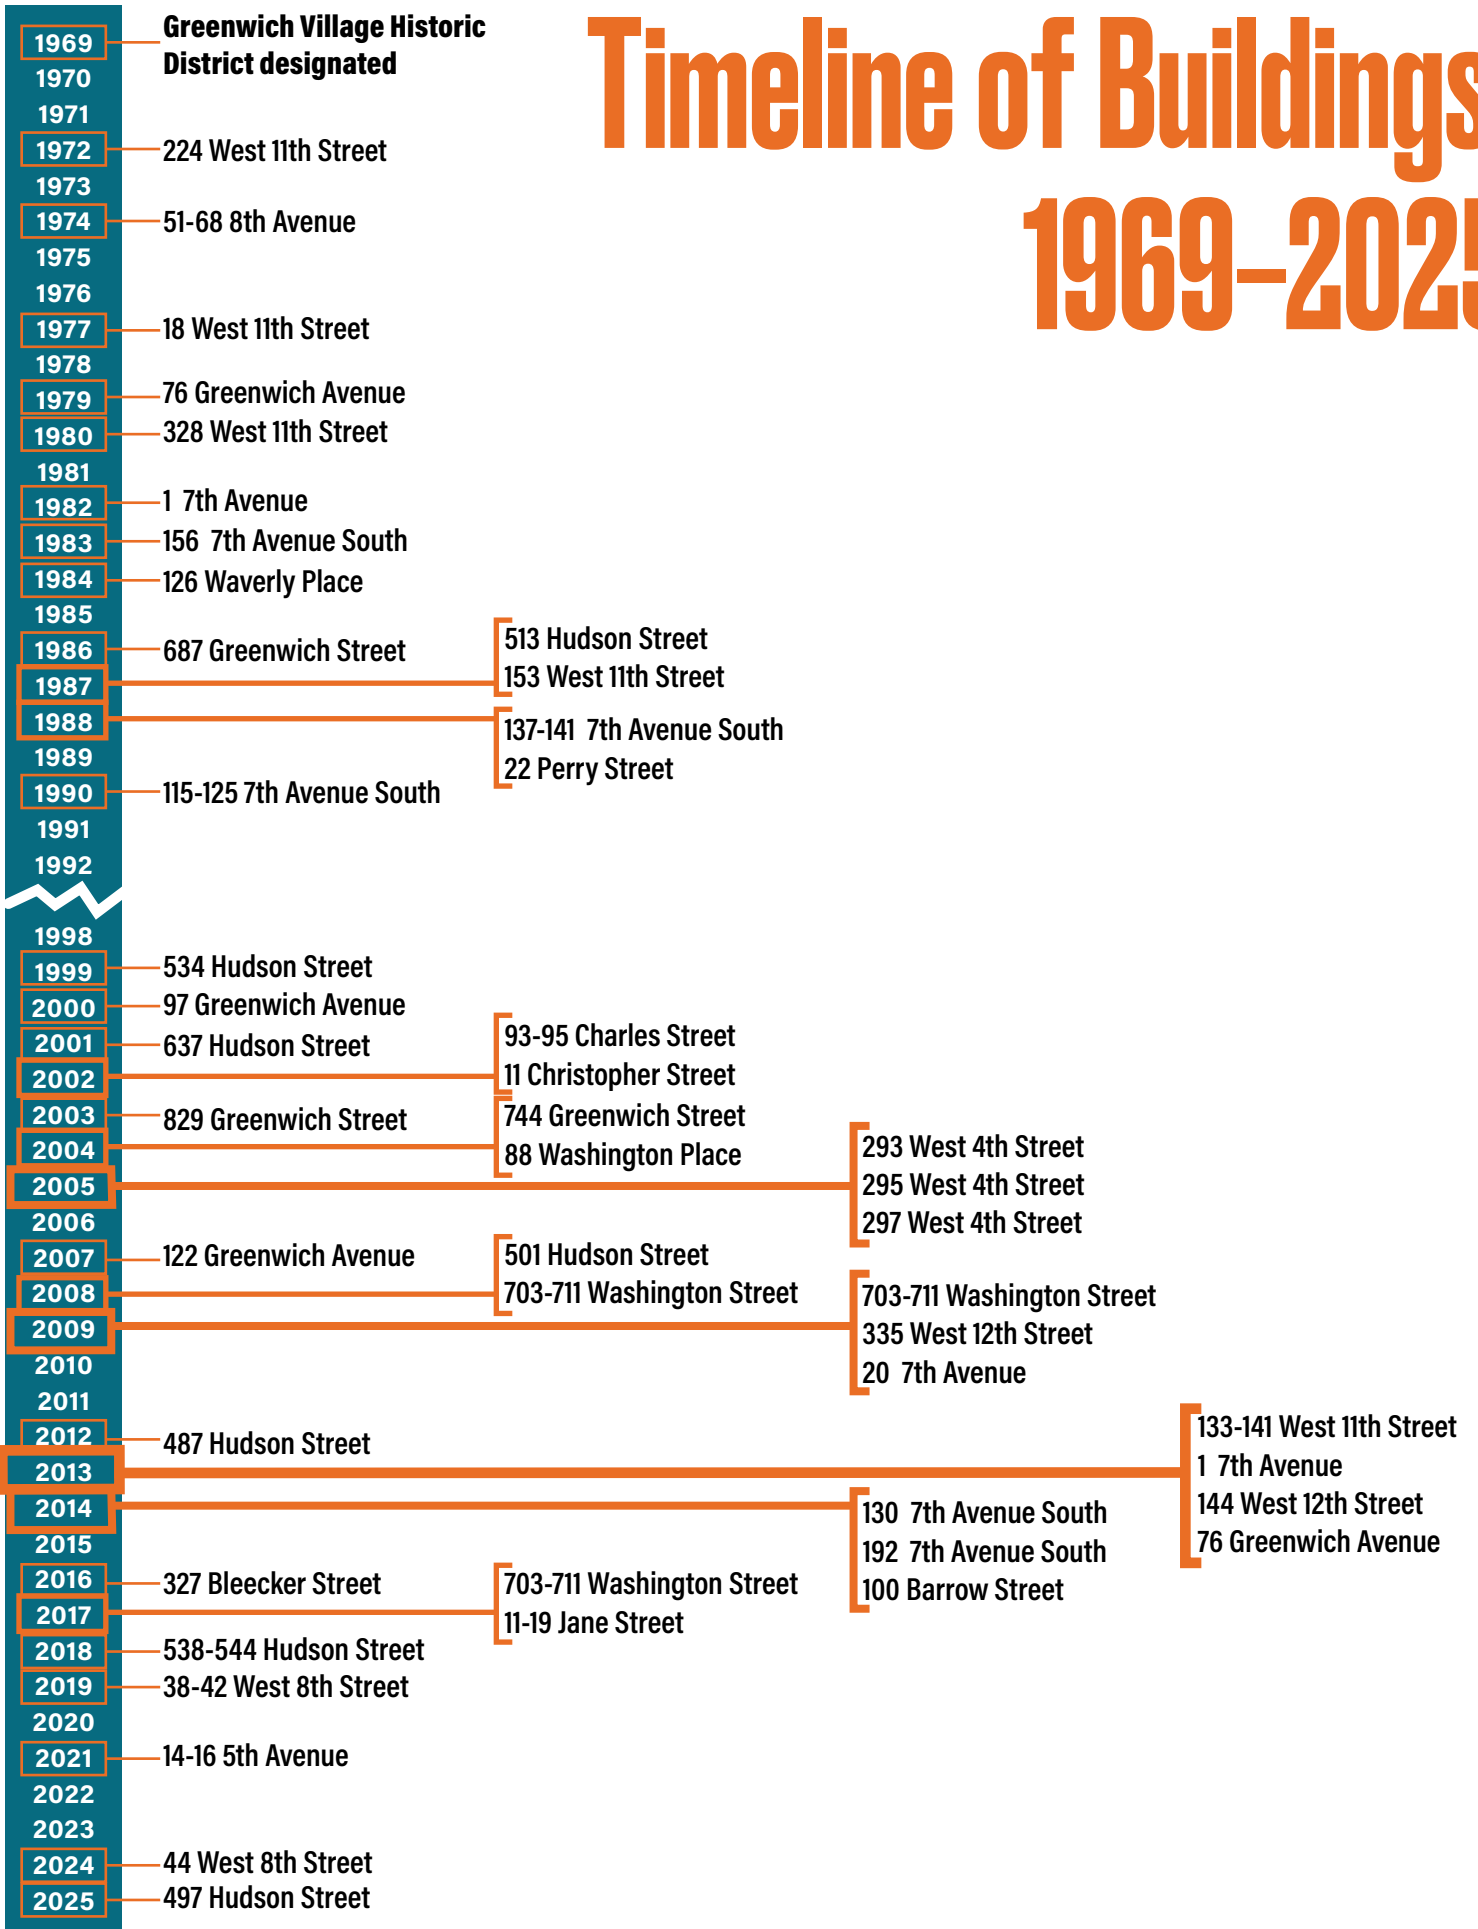 Timeline of Buildings
1969–2025
1969 Greenwich Village Historic
District designated
1970
1971
1972 224 West 11th Street
1973
1974 51-68 8th Avenue
1975
1976
1977 18 West 11th Street
1978
1979 76 Greenwich Avenue
1980 328 West 11th Street
1981
1982 1 7th Avenue
1983 156 7th Avenue South
1984 126 Waverly Place
1985
1986 687 Greenwich Street
1987 513 Hudson Street
153 West 11th Street
1988 137-141 7th Avenue South
22 Perry Street
1989
1990 115-125 7th Avenue South
1991
1992
1998
1999 534 Hudson Street
2000 97 Greenwich Avenue
2001 637 Hudson Street
2002 93-95 Charles Street
11 Christopher Street
2003 829 Greenwich Street
2004 744 Greenwich Street
88 Washington Place
2005 293 West 4th Street
295 West 4th Street
297 West 4th Street
2006
2007 122 Greenwich Avenue
2008 501 Hudson Street
703-711 Washington Street
2009 703-711 Washington Street
335 West 12th Street
20 7th Avenue
2010
2011
2012 487 Hudson Street
2013 133-141 West 11th Street
1 7th Avenue
144 West 12th Street
76 Greenwich Avenue
2014 130 7th Avenue South
192 7th Avenue South
100 Barrow Street
2015
2016 327 Bleecker Street
2017 703-711 Washington Street
11-19 Jane Street
2018 538-544 Hudson Street
2019 38-42 West 8th Street
2020
2021 14-16 5th Avenue
2022
2023
2024 44 West 8th Street
2025 497 Hudson Street